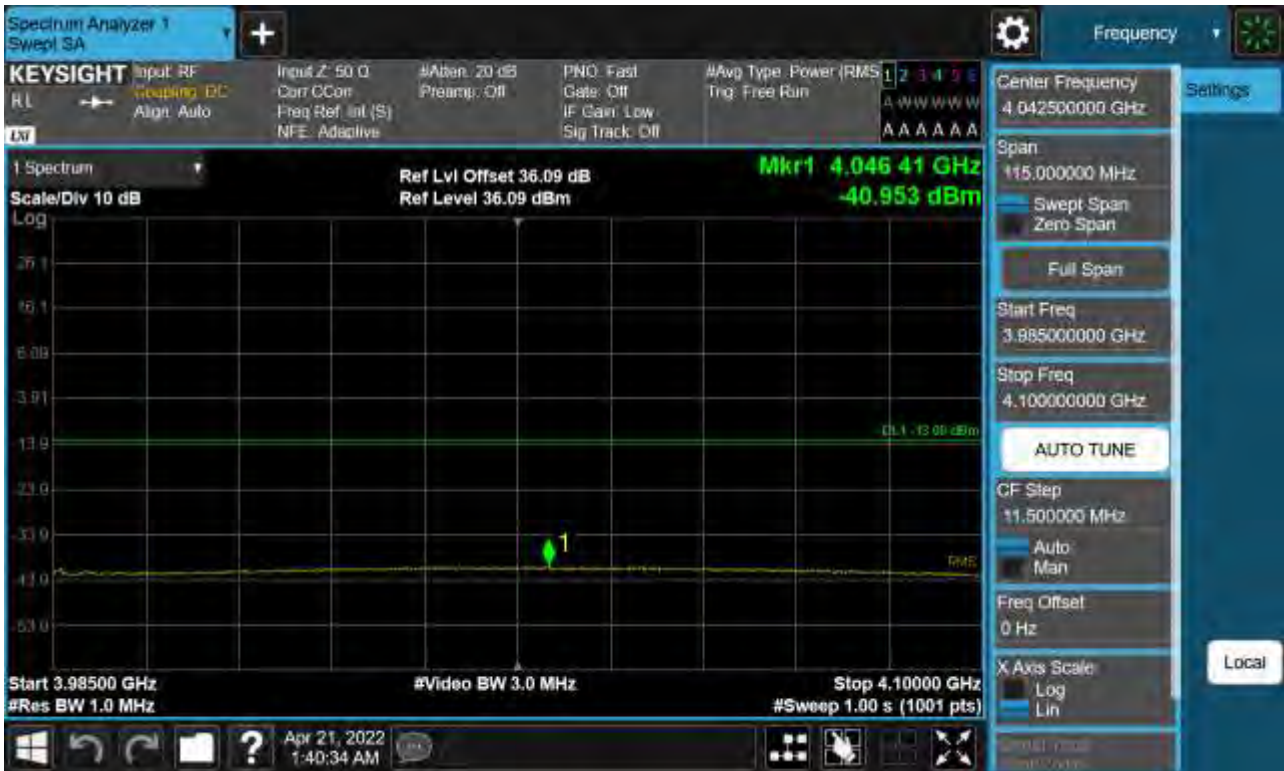 Spectrum Analyzer 1
Swept SA
Frequency
KEYSIGHT
RL
Input: RF
Coupling: DC
Align: Auto
Input Z: 50 Ω
Corr CCorr
Freq Ref: Int (S)
NFE: Adaptive
#Atten: 20 dB
Preamp: Off
PNO: Fast
Gate: Off
IF Gain: Low
Sig Track: Off
#Avg Type: Power (RMS
Trig: Free Run
1 2 3 4 5 6
A W W W W W
A A A A A A
1 Spectrum
Scale/Div 10 dB
Log
Ref Lvl Offset 36.09 dB
Ref Level 36.09 dBm
Mkr1 4.046 41 GHz
-40.953 dBm
26.1
16.1
6.09
-3.91
-13.9
-23.9
-33.9
-43.9
-53.9
DL1 -13.00 dBm
1
RMS
Start 3.98500 GHz
#Res BW 1.0 MHz
#Video BW 3.0 MHz
Stop 4.10000 GHz
#Sweep 1.00 s (1001 pts)
Apr 21, 2022
1:40:34 AM
Center Frequency
4.042500000 GHz
Settings
Span
115.000000 MHz
Swept Span
Zero Span
Full Span
Start Freq
3.985000000 GHz
Stop Freq
4.100000000 GHz
AUTO TUNE
CF Step
11.500000 MHz
Auto
Man
Freq Offset
0 Hz
X Axis Scale
Log
Lin
Local